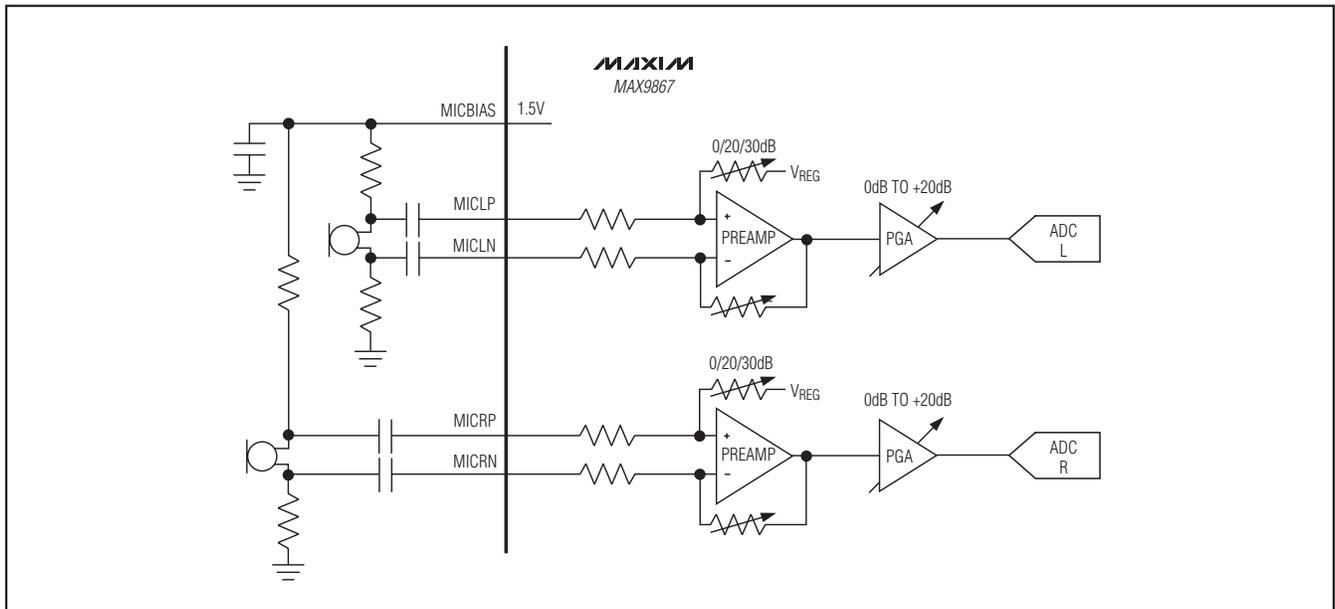 MAXIM
MAX9867
MICBIAS
1.5V
0/20/30dB
VREG
0dB TO +20dB
MICLP
+
PREAMP
PGA
ADC
L
MICLN
−
0/20/30dB
VREG
0dB TO +20dB
MICRP
+
PREAMP
PGA
ADC
R
MICRN
−